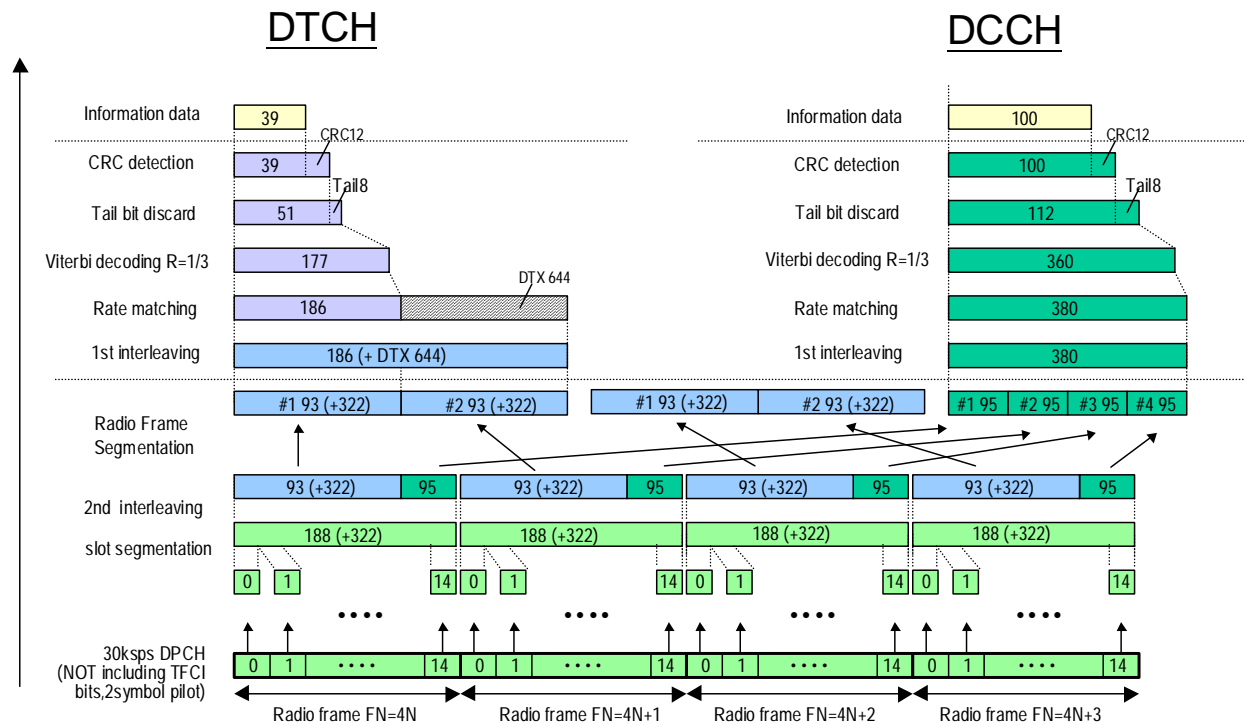 DTCH
DCCH
Information data
39
Information data
100
CRC12
CRC12
CRC detection
39
CRC detection
100
Tail8
Tail8
Tail bit discard
51
Tail bit discard
112
Viterbi decoding R=1/3
177
Viterbi decoding R=1/3
360
DTX 644
Rate matching
186
Rate matching
380
1st interleaving
186 (+ DTX 644)
1st interleaving
380
#1 93 (+322)
#2 93 (+322)
#1 93 (+322)
#2 93 (+322)
#1 95
#2 95
#3 95
#4 95
Radio Frame
Segmentation
93 (+322)
95
93 (+322)
95
93 (+322)
95
93 (+322)
95
2nd interleaving
188 (+322)
188 (+322)
188 (+322)
188 (+322)
slot segmentation
0
1
14
0
1
14
0
1
14
0
1
14
• • • •
• • • •
• • • •
• • • •
30ksps DPCH
(NOT including TFCI
bits,2symbol pilot)
0
1
• • • •
14
0
1
• • • •
14
0
1
• • • •
14
0
1
• • • •
14
Radio frame FN=4N
Radio frame FN=4N+1
Radio frame FN=4N+2
Radio frame FN=4N+3